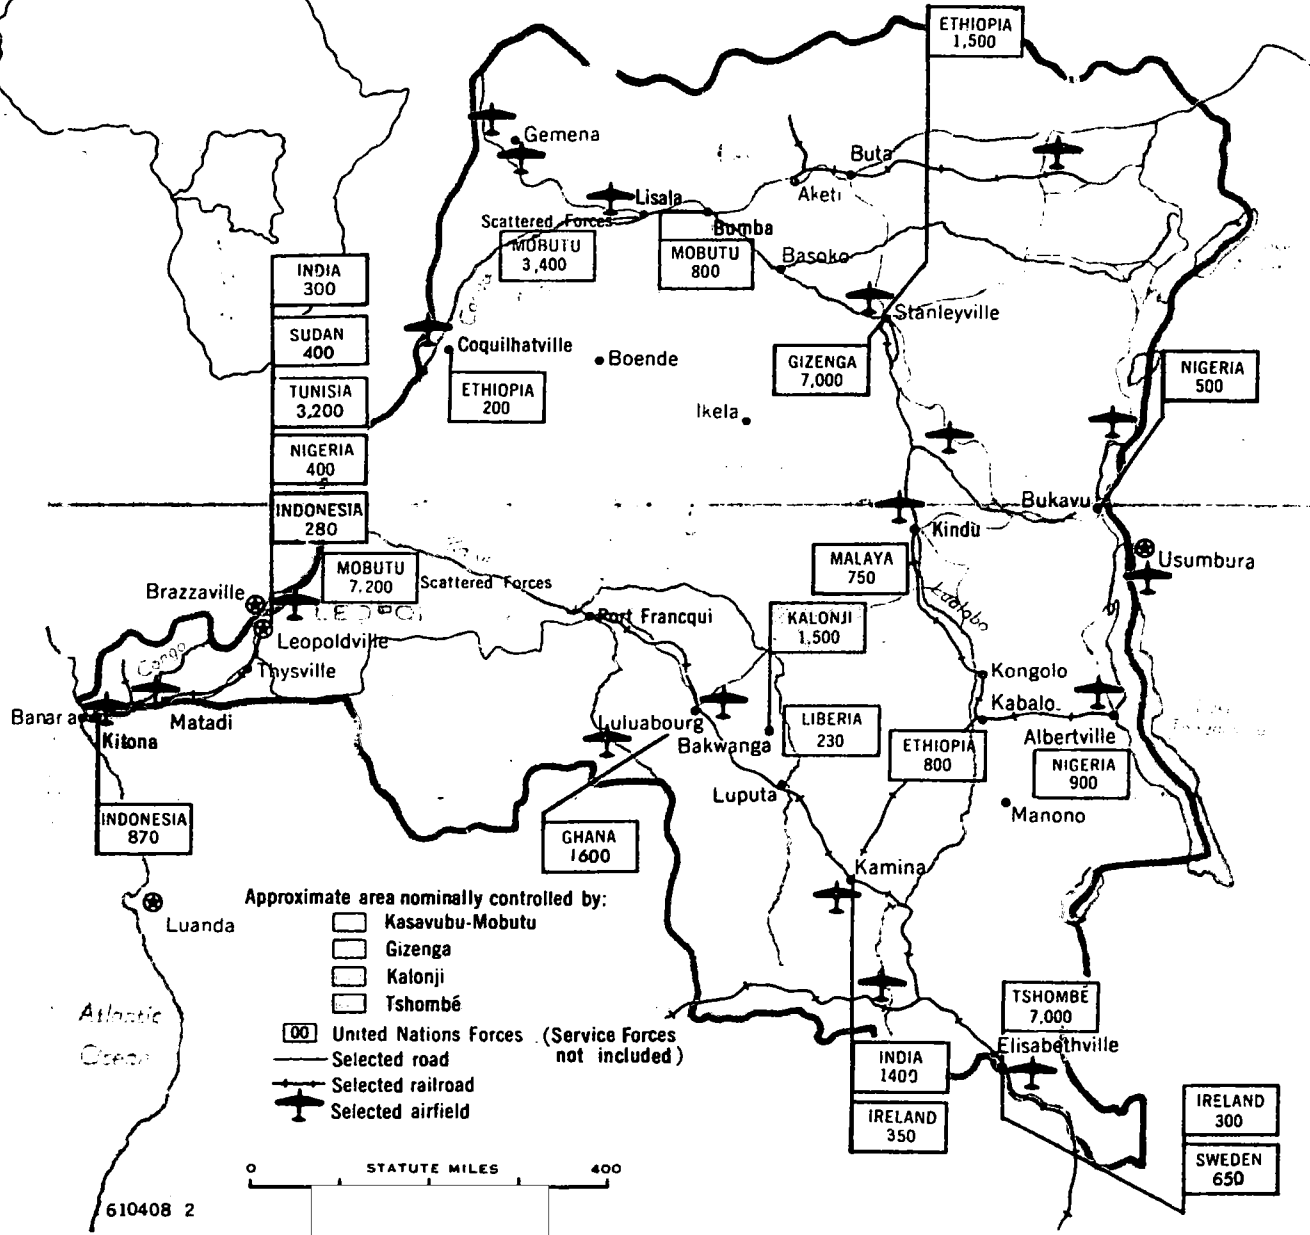 ETHIOPIA
1,500
Gemena
Buta
Aketi
Lisala
Scattered Forces
Bumba
MOBUTU
3,400
MOBUTU
800
Basoko
INDIA
300
SUDAN
400
Stanleyville
Coquilhatville
Boende
GIZENGA
7,000
NIGERIA
500
TUNISIA
3,200
ETHIOPIA
200
Ikela
NIGERIA
400
INDONESIA
280
Bukavu
Kindu
MOBUTU
7,200
Scattered Forces
MALAYA
750
Usumbura
Brazzaville
Leopoldville
Port Francqui
KALONJI
1,500
Lualaba
Congo
Thysville
Kongolo
Kabalo
Banana
Matadi
Kitona
Luluabourg
Bakwanga
LIBERIA
230
ETHIOPIA
800
Albertville
NIGERIA
900
Luputa
Manono
INDONESIA
870
GHANA
1600
Kamina
Luanda
Approximate area nominally controlled by:
Kasavubu-Mobutu
Gizenga
Kalonji
Tshombé
00 United Nations Forces (Service Forces
not included)
Selected road
Selected railroad
Selected airfield
Atlantic
Ocean
TSHOMBÉ
7,000
Elisabethville
INDIA
1400
IRELAND
350
IRELAND
300
SWEDEN
650
0 STATUTE MILES 400
610408 2